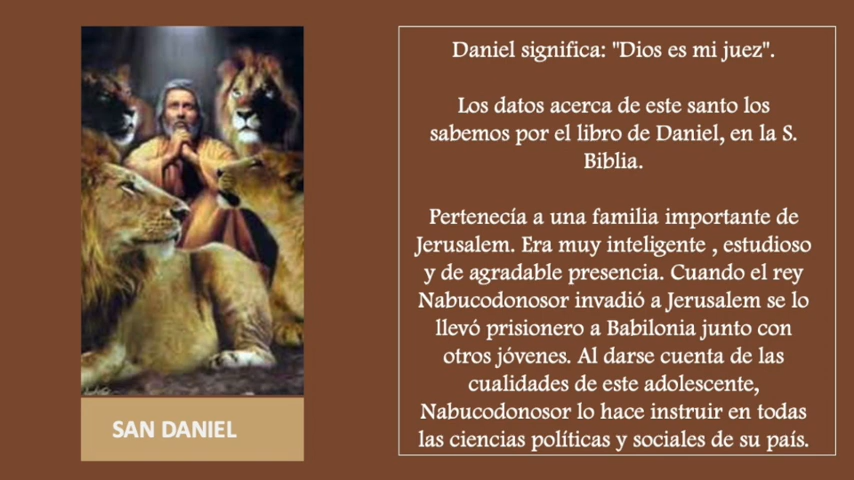 SAN DANIEL
Daniel significa: "Dios es mi juez".
Los datos acerca de este santo los
sabemos por el libro de Daniel, en la S.
Biblia.
Pertenecía a una familia importante de
Jerusalem. Era muy inteligente , estudioso
y de agradable presencia. Cuando el rey
Nabucodonosor invadió a Jerusalem se lo
llevó prisionero a Babilonia junto con
otros jóvenes. Al darse cuenta de las
cualidades de este adolescente,
Nabucodonosor lo hace instruir en todas
las ciencias políticas y sociales de su país.